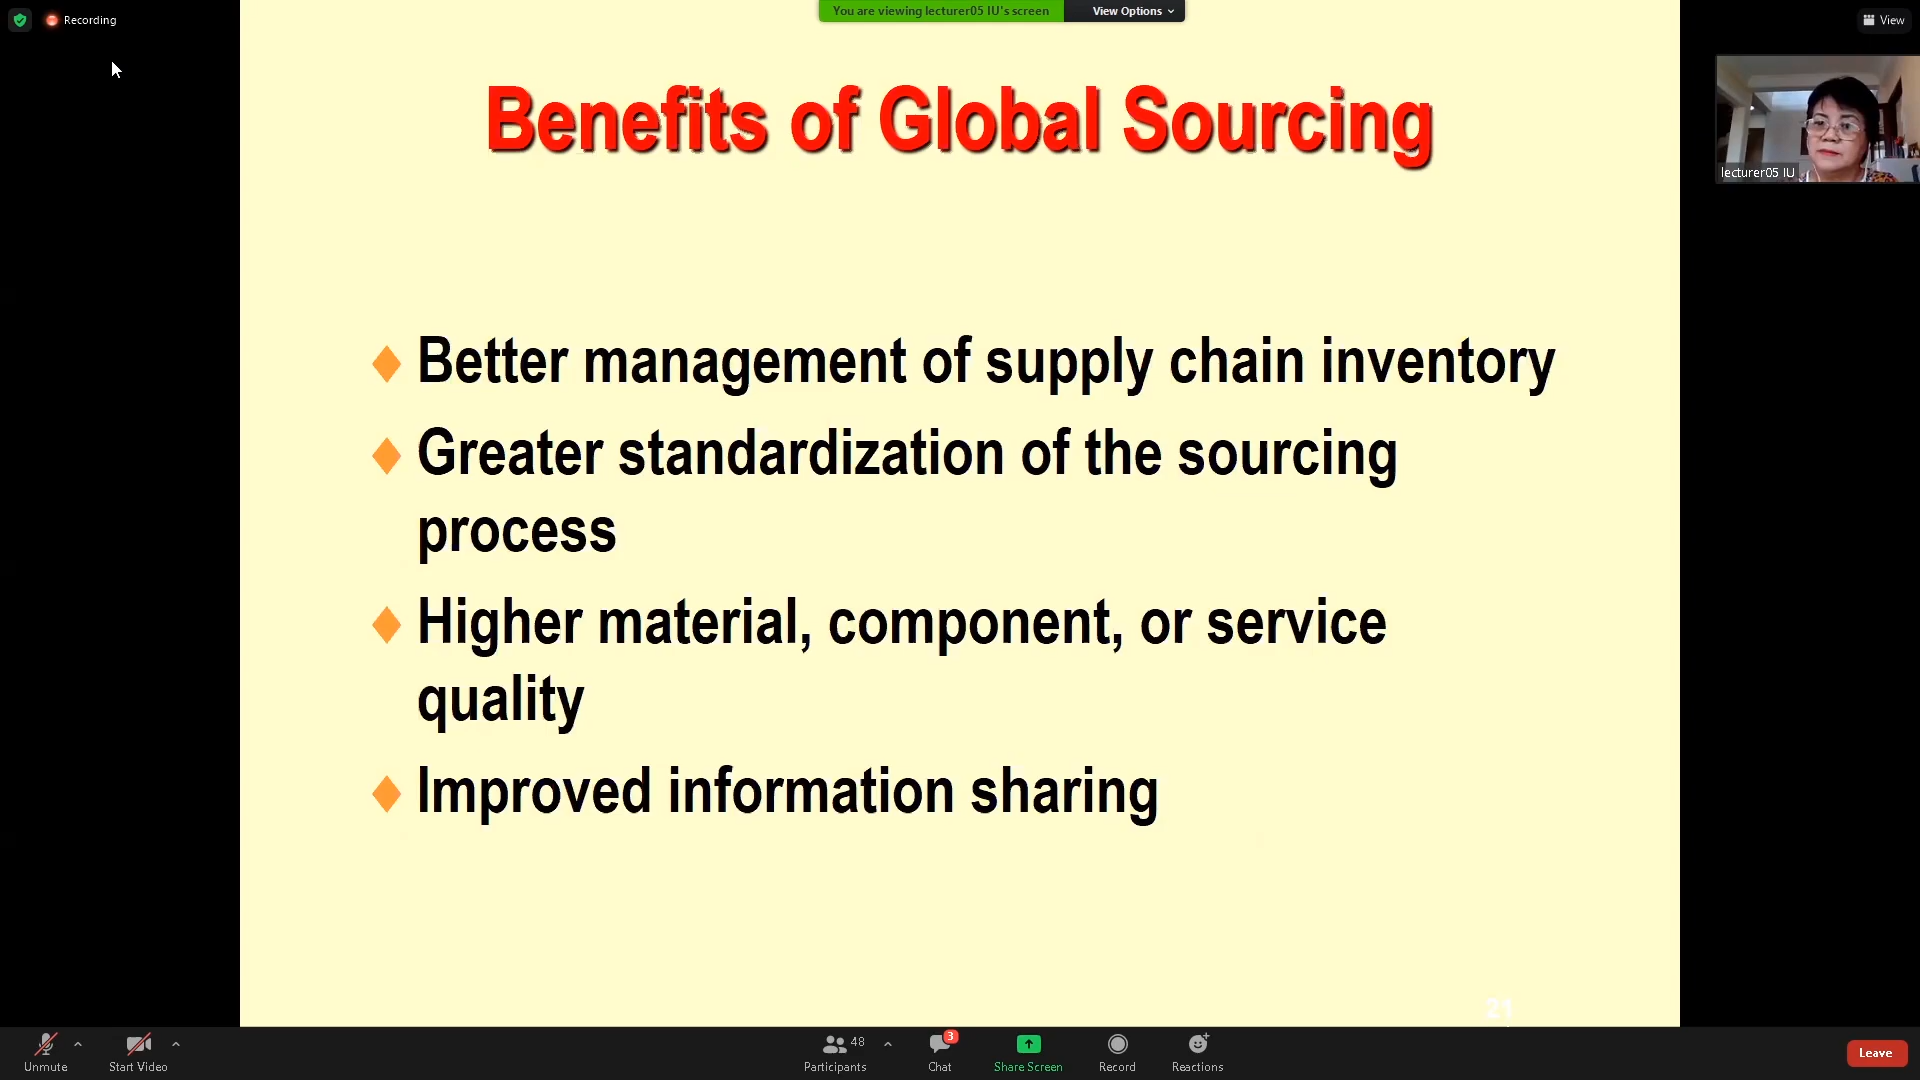 Recording
You are viewing lecturer05 IU's screen
View Options
View
Benefits of Global Sourcing
lecturer05 IU
Better management of supply chain inventory
Greater standardization of the sourcing
process
Higher material, component, or service
quality
Improved information sharing
21
Unmute
Start Video
48
Participants
3
Chat
Share Screen
Record
Reactions
Leave